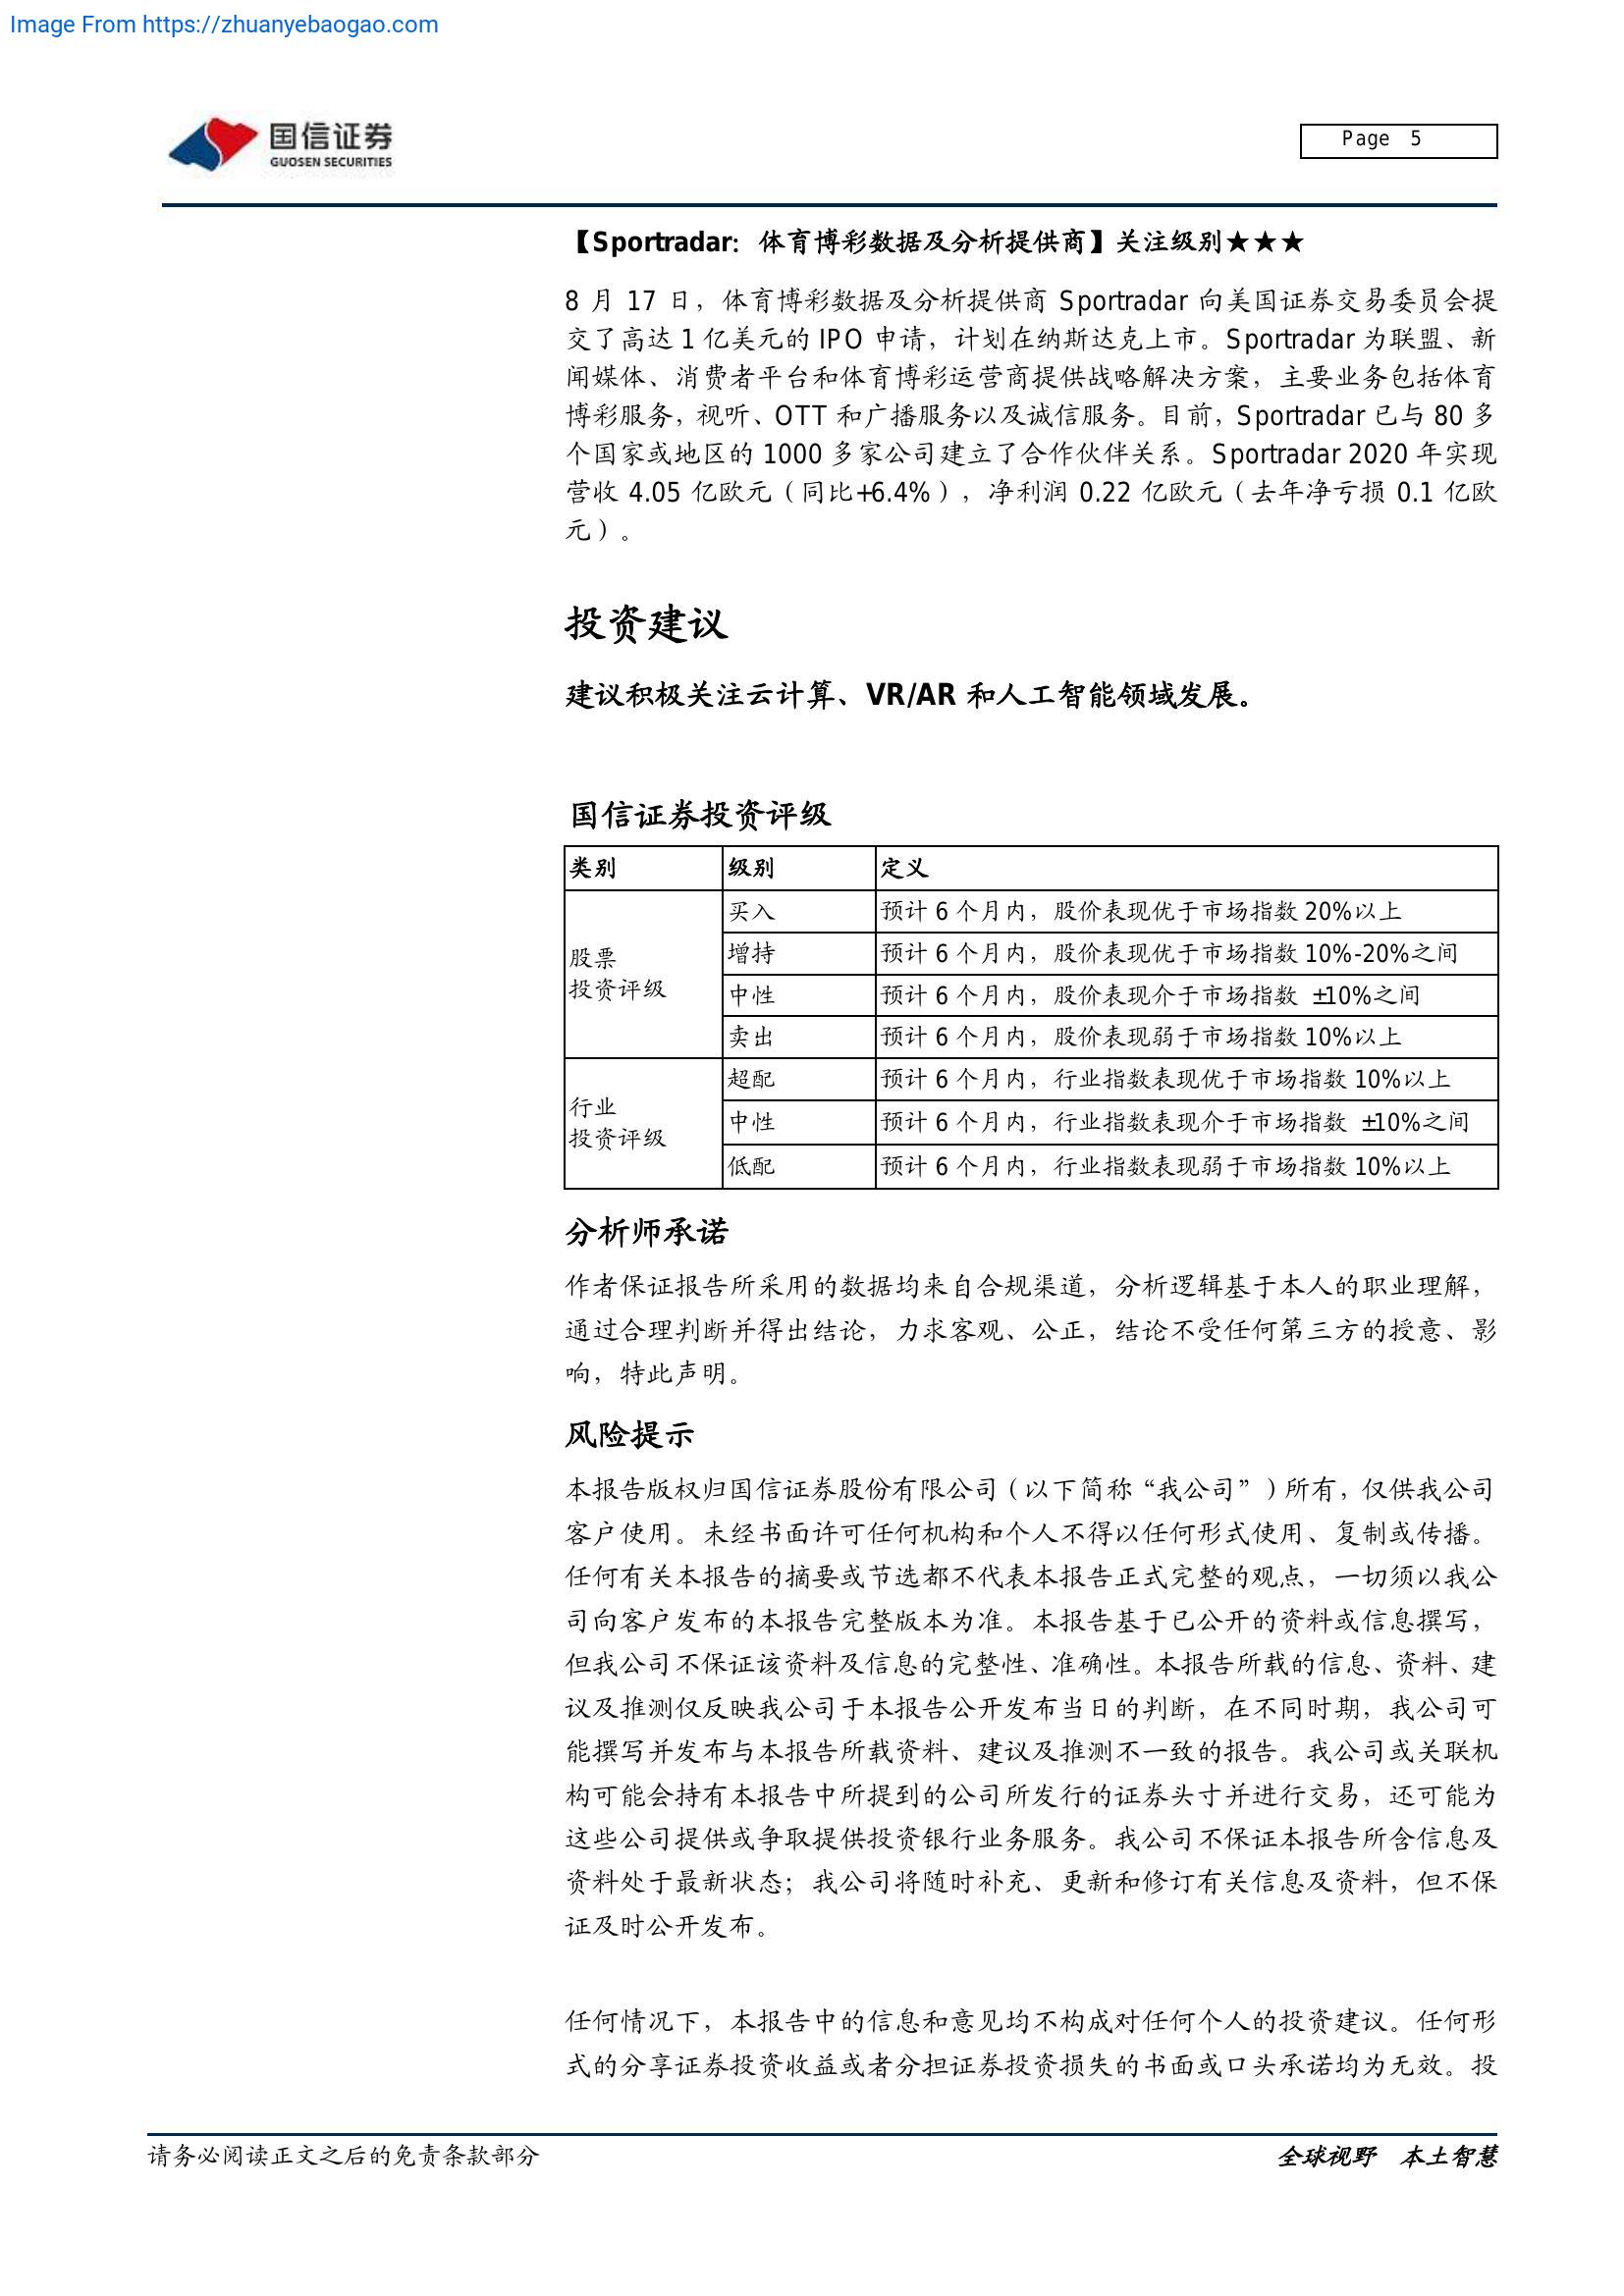 Image From https://zhuanyebaogao.com
国信证券
GUOSEN SECURITIES
Page 5
【Sportradar：体育博彩数据及分析提供商】关注级别★★★
8 月 17 日，体育博彩数据及分析提供商 Sportradar 向美国证券交易委员会提
交了高达 1 亿美元的 IPO 申请，计划在纳斯达克上市。Sportradar 为联盟、新
闻媒体、消费者平台和体育博彩运营商提供战略解决方案，主要业务包括体育
博彩服务，视听、OTT 和广播服务以及诚信服务。目前，Sportradar 已与 80 多
个国家或地区的 1000 多家公司建立了合作伙伴关系。Sportradar 2020 年实现
营收 4.05 亿欧元（同比+6.4%），净利润 0.22 亿欧元（去年净亏损 0.1 亿欧
元）。
投资建议
建议积极关注云计算、VR/AR 和人工智能领域发展。
国信证券投资评级
类别 级别 定义
股票
投资评级
买入 预计 6 个月内，股价表现优于市场指数 20%以上
增持 预计 6 个月内，股价表现优于市场指数 10%-20%之间
中性 预计 6 个月内，股价表现介于市场指数 ±10%之间
卖出 预计 6 个月内，股价表现弱于市场指数 10%以上
行业
投资评级
超配 预计 6 个月内，行业指数表现优于市场指数 10%以上
中性 预计 6 个月内，行业指数表现介于市场指数 ±10%之间
低配 预计 6 个月内，行业指数表现弱于市场指数 10%以上
分析师承诺
作者保证报告所采用的数据均来自合规渠道，分析逻辑基于本人的职业理解，
通过合理判断并得出结论，力求客观、公正，结论不受任何第三方的授意、影
响，特此声明。
风险提示
本报告版权归国信证券股份有限公司（以下简称“我公司”）所有，仅供我公司
客户使用。未经书面许可任何机构和个人不得以任何形式使用、复制或传播。
任何有关本报告的摘要或节选都不代表本报告正式完整的观点，一切须以我公
司向客户发布的本报告完整版本为准。本报告基于已公开的资料或信息撰写，
但我公司不保证该资料及信息的完整性、准确性。本报告所载的信息、资料、建
议及推测仅反映我公司于本报告公开发布当日的判断，在不同时期，我公司可
能撰写并发布与本报告所载资料、建议及推测不一致的报告。我公司或关联机
构可能会持有本报告中所提到的公司所发行的证券头寸并进行交易，还可能为
这些公司提供或争取提供投资银行业务服务。我公司不保证本报告所含信息及
资料处于最新状态；我公司将随时补充、更新和修订有关信息及资料，但不保
证及时公开发布。
任何情况下，本报告中的信息和意见均不构成对任何个人的投资建议。任何形
式的分享证券投资收益或者分担证券投资损失的书面或口头承诺均为无效。投
请务必阅读正文之后的免责条款部分
全球视野 本土智慧